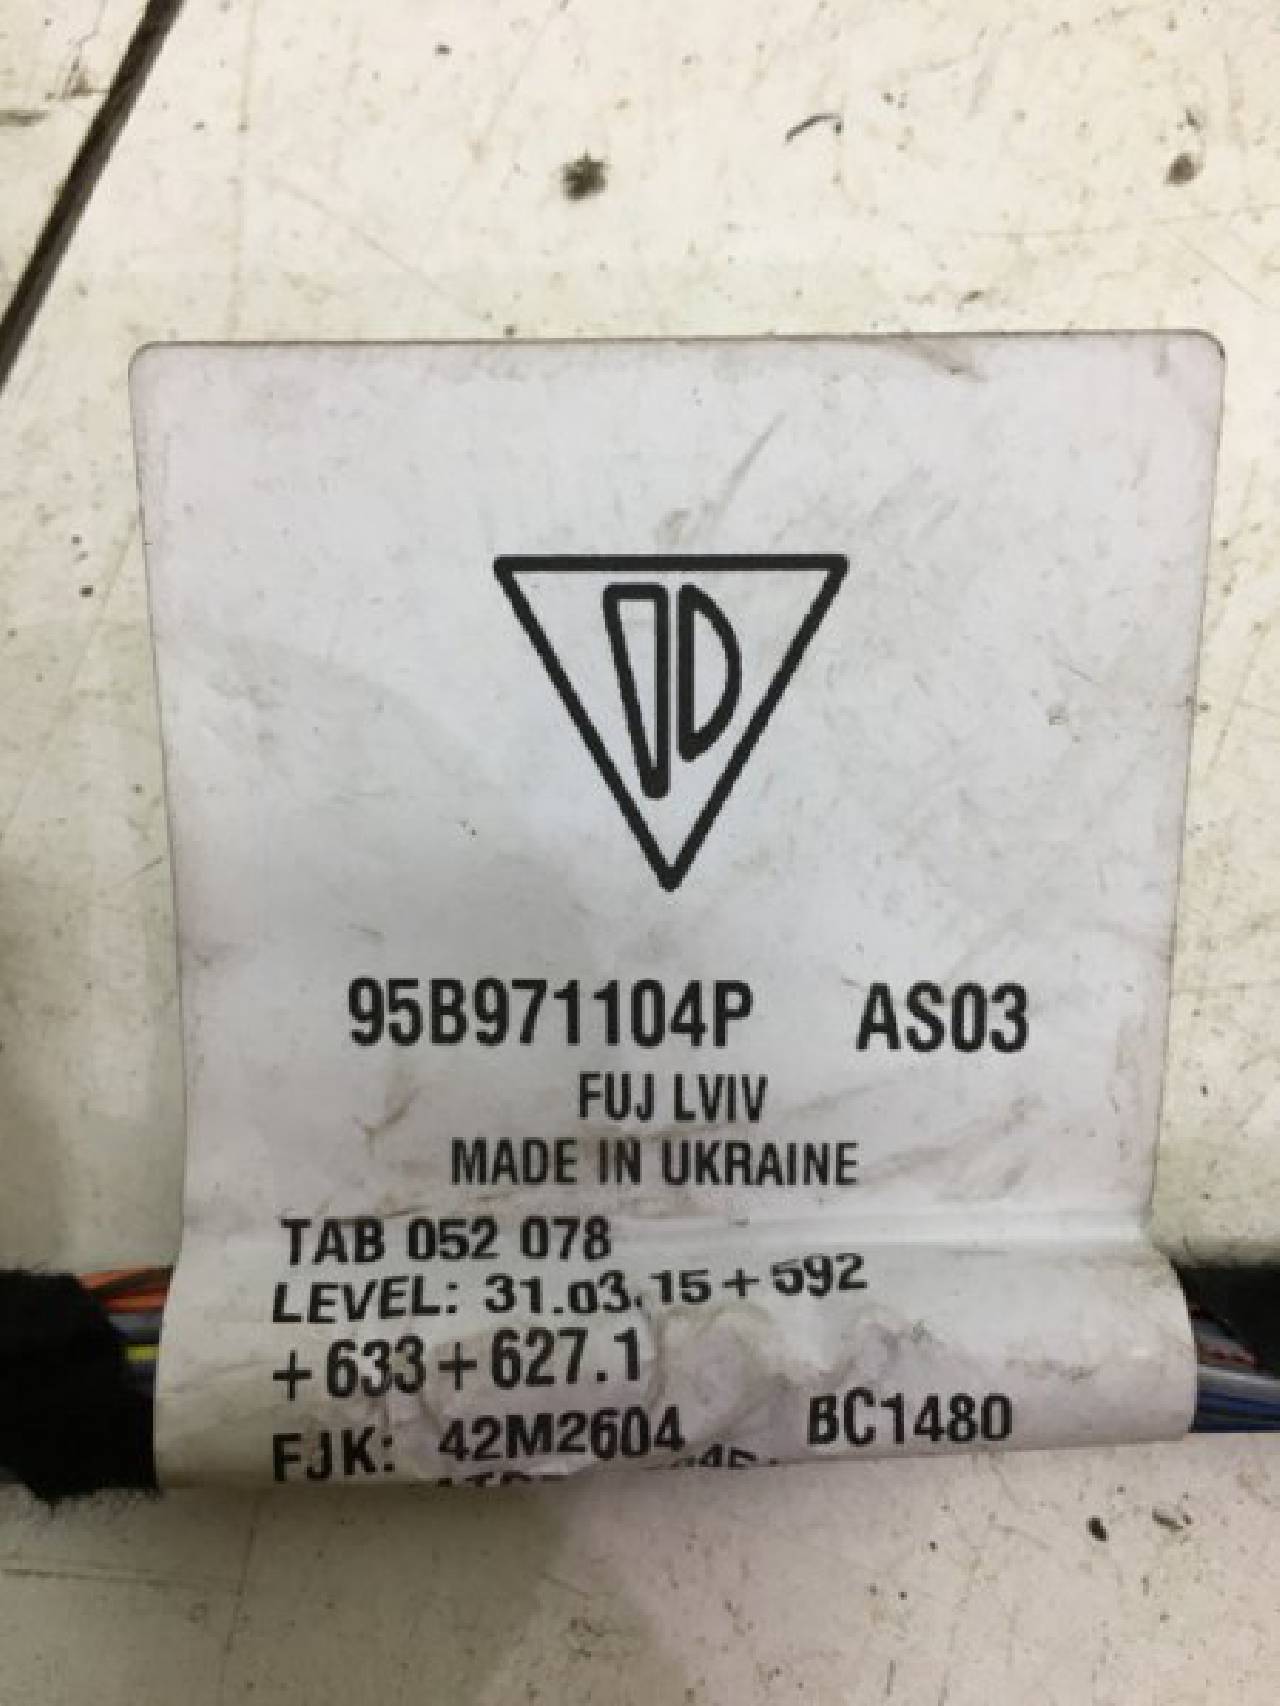 95B971104P AS03
FUJ LVIV
MADE IN UKRAINE
TAB 052 078
LEVEL: 31.03.15+592
+633+627.1
FJK: 42M2604 BC1480